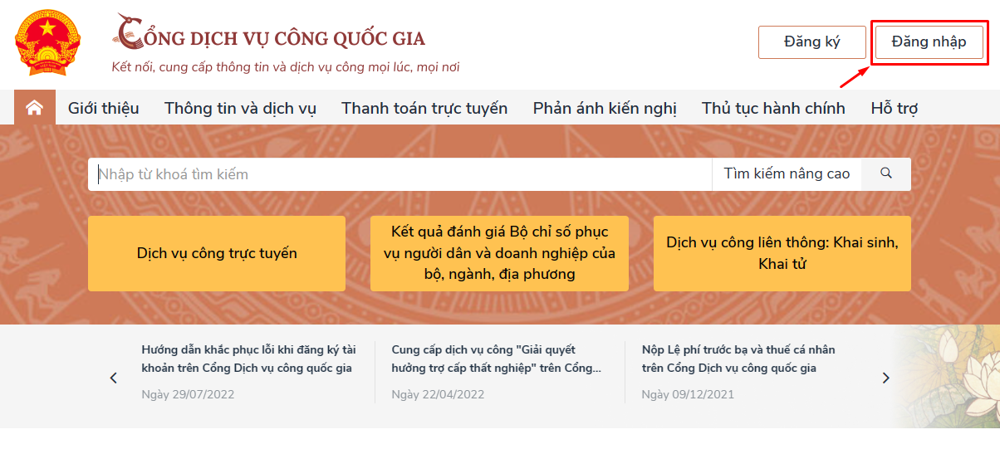 CỔNG DỊCH VỤ CÔNG QUỐC GIA
Kết nối, cung cấp thông tin và dịch vụ công mọi lúc, mọi nơi
Đăng ký
Đăng nhập
Giới thiệu
Thông tin và dịch vụ
Thanh toán trực tuyến
Phản ánh kiến nghị
Thủ tục hành chính
Hỗ trợ
Nhập từ khoá tìm kiếm
Tìm kiếm nâng cao
Dịch vụ công trực tuyến
Kết quả đánh giá Bộ chỉ số phục
vụ người dân và doanh nghiệp của
bộ, ngành, địa phương
Dịch vụ công liên thông: Khai sinh,
Khai tử
Hướng dẫn khắc phục lỗi khi đăng ký tài
khoản trên Cổng Dịch vụ công quốc gia
Ngày 29/07/2022
Cung cấp dịch vụ công "Giải quyết
hưởng trợ cấp thất nghiệp" trên Cổng...
Ngày 22/04/2022
Nộp Lệ phí trước bạ và thuế cá nhân
trên Cổng Dịch vụ công quốc gia
Ngày 09/12/2021